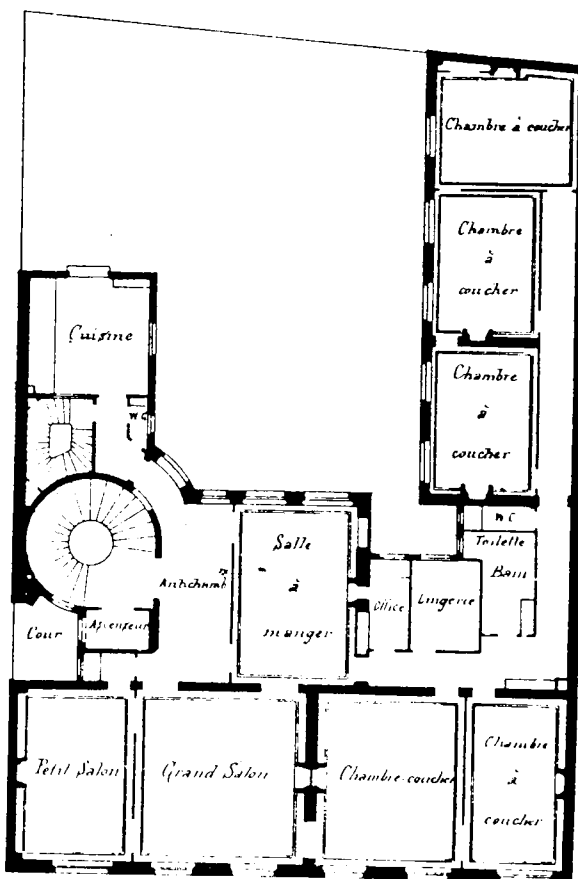 Chambre à coucher
Chambre
à
coucher
Cuisine
Chambre
à
coucher
W C
W C
Toilette
Salle
à
manger
Bain
Antichamb
Office
Lingerie
Ascenseur
Cour
Petit Salon
Grand Salon
Chambre-coucher
Chambre
à
coucher